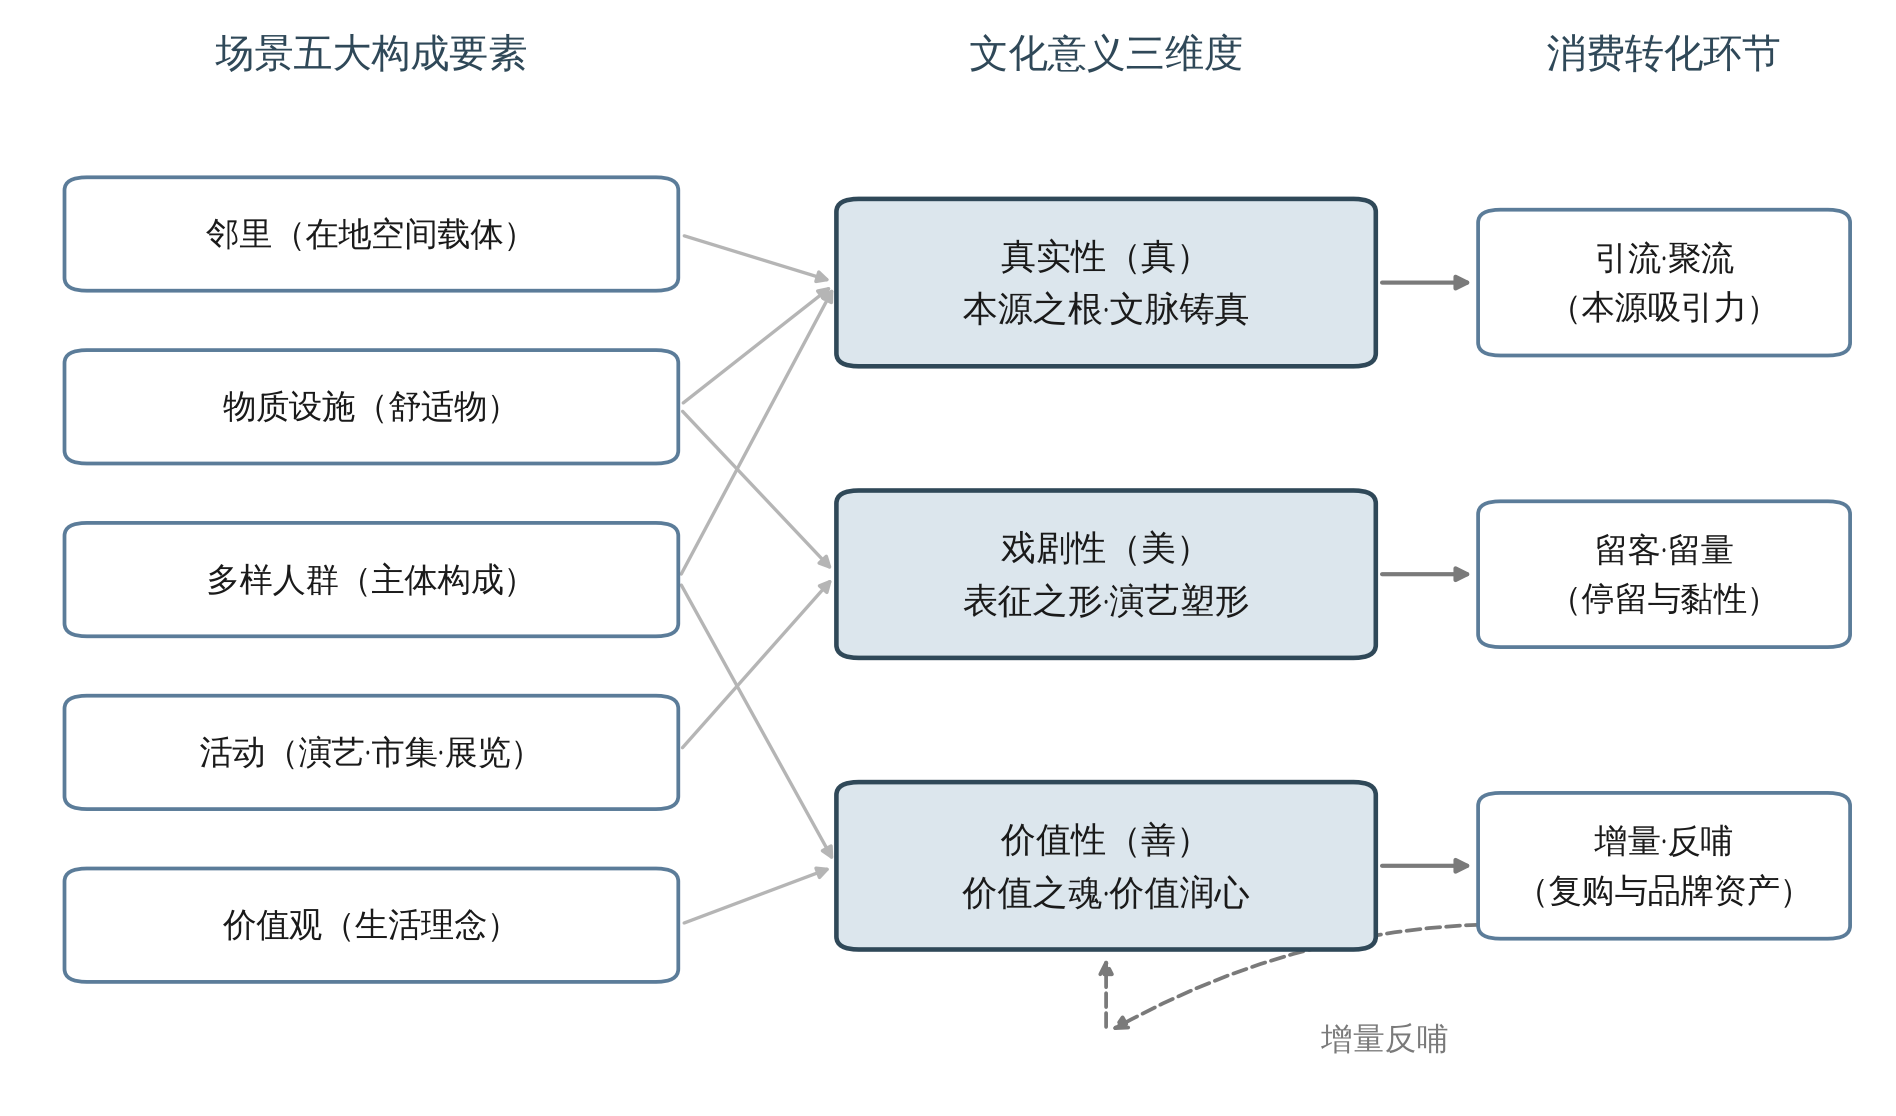 场景五大构成要素
文化意义三维度
消费转化环节
邻里（在地空间载体）
物质设施（舒适物）
多样人群（主体构成）
活动（演艺·市集·展览）
价值观（生活理念）
真实性（真）
本源之根·文脉铸真
戏剧性（美）
表征之形·演艺塑形
价值性（善）
价值之魂·价值润心
引流·聚流
（本源吸引力）
留客·留量
（停留与黏性）
增量·反哺
（复购与品牌资产）
增量反哺